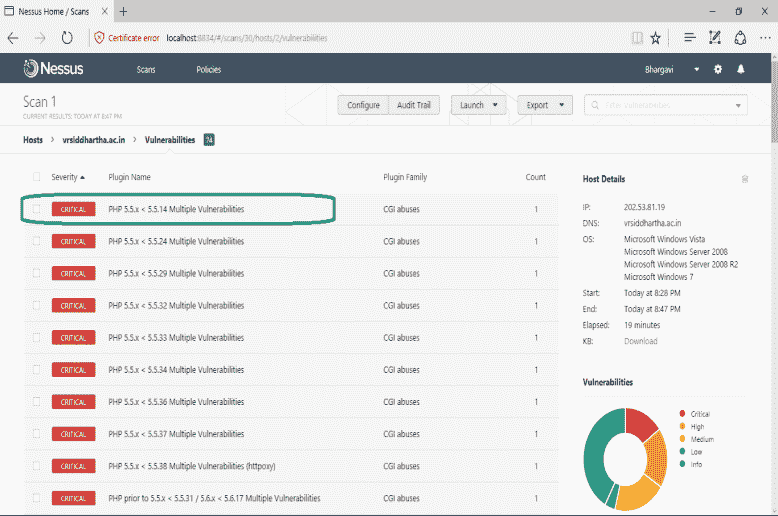 Nessus Home / Scans
Certificate error localhost:8834/#/scans/30/hosts/2/vulnerabilities
Nessus Scans Policies Bhargavi
Scan 1
CURRENT RESULTS: TODAY AT 8:47 PM
Configure Audit Trail Launch Export Filter Vulnerabilities
Hosts > vrsiddhartha.ac.in > Vulnerabilities 74
Severity Plugin Name Plugin Family Count
CRITICAL PHP 5.5.x < 5.5.14 Multiple Vulnerabilities CGI abuses 1
CRITICAL PHP 5.5.x < 5.5.24 Multiple Vulnerabilities CGI abuses 1
CRITICAL PHP 5.5.x < 5.5.29 Multiple Vulnerabilities CGI abuses 1
CRITICAL PHP 5.5.x < 5.5.32 Multiple Vulnerabilities CGI abuses 1
CRITICAL PHP 5.5.x < 5.5.33 Multiple Vulnerabilities CGI abuses 1
CRITICAL PHP 5.5.x < 5.5.34 Multiple Vulnerabilities CGI abuses 1
CRITICAL PHP 5.5.x < 5.5.36 Multiple Vulnerabilities CGI abuses 1
CRITICAL PHP 5.5.x < 5.5.37 Multiple Vulnerabilities CGI abuses 1
CRITICAL PHP 5.5.x < 5.5.38 Multiple Vulnerabilities (httpoxy) CGI abuses 1
CRITICAL PHP prior to 5.5.x < 5.5.31 / 5.6.x < 5.6.17 Multiple Vulnerabilities CGI abuses 1
Host Details
IP: 202.53.81.19
DNS: vrsiddhartha.ac.in
OS: Microsoft Windows Vista
Microsoft Windows Server 2008
Microsoft Windows Server 2008 R2
Microsoft Windows 7
Start: Today at 8:28 PM
End: Today at 8:47 PM
Elapsed: 19 minutes
KB: Download
Vulnerabilities
Critical
High
Medium
Low
Info